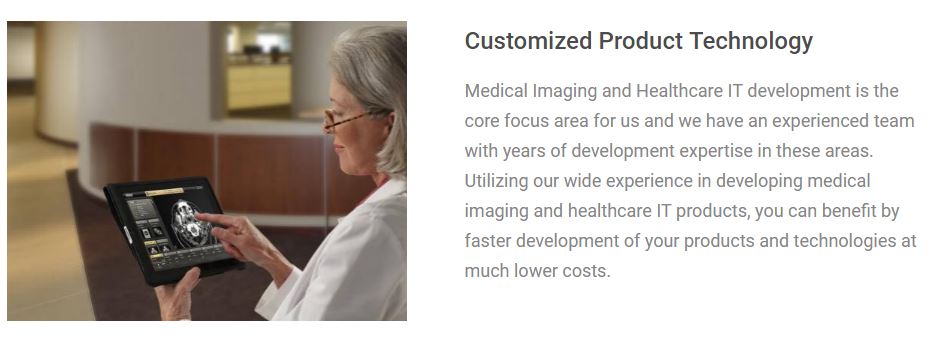 Customized Product Technology
Medical Imaging and Healthcare IT development is the
core focus area for us and we have an experienced team
with years of development expertise in these areas.
Utilizing our wide experience in developing medical
imaging and healthcare IT products, you can benefit by
faster development of your products and technologies at
much lower costs.